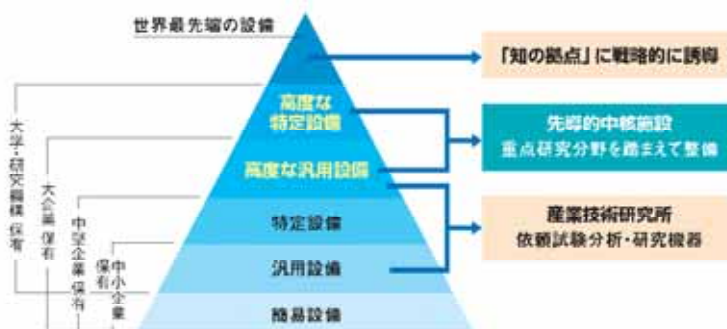 世界最先端の設備
「知の拠点」に戦略的に誘導
高度な
特定設備
先導的中核施設
重点研究分野を踏まえて整備
高度な汎用設備
産業技術研究所
依頼試験分析・研究機器
特定設備
汎用設備
簡易設備
大学・研究機構 保有
大企業 保有
中堅企業 保有
中小企業
保有